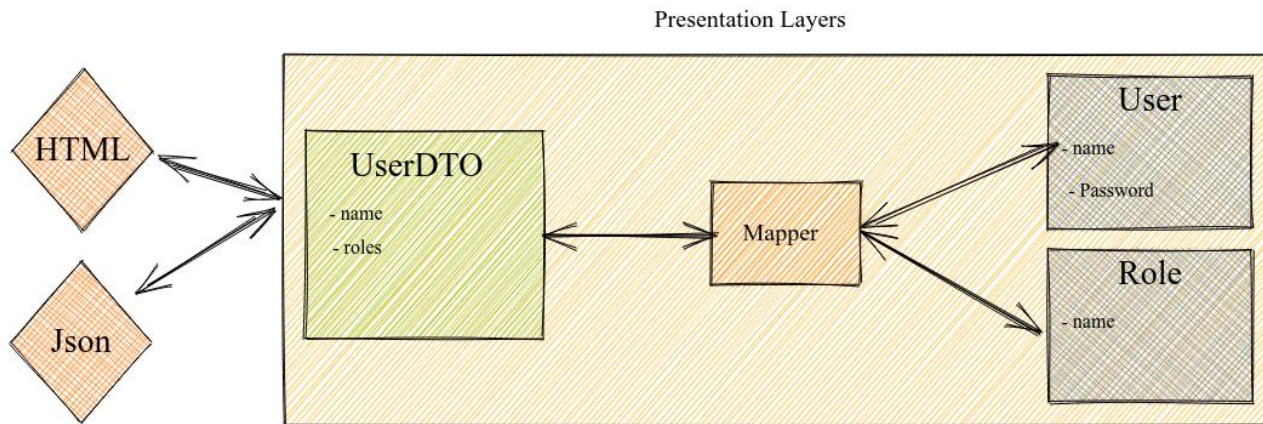 Presentation Layers
HTML
Json
UserDTO
- name
- roles
Mapper
User
- name
- Password
Role
- name